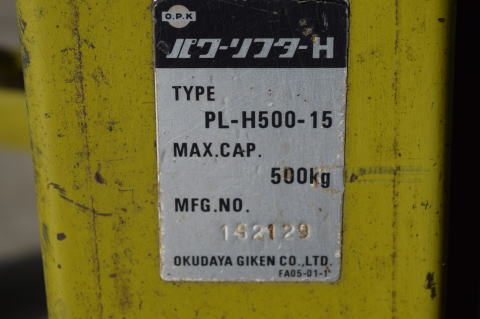 O.P.K
パワーリフターH
TYPE
PL-H500-15
MAX.CAP.
500kg
MFG.NO.
142129
OKUDAYA GIKEN CO.,LTD.
FA05-01-1